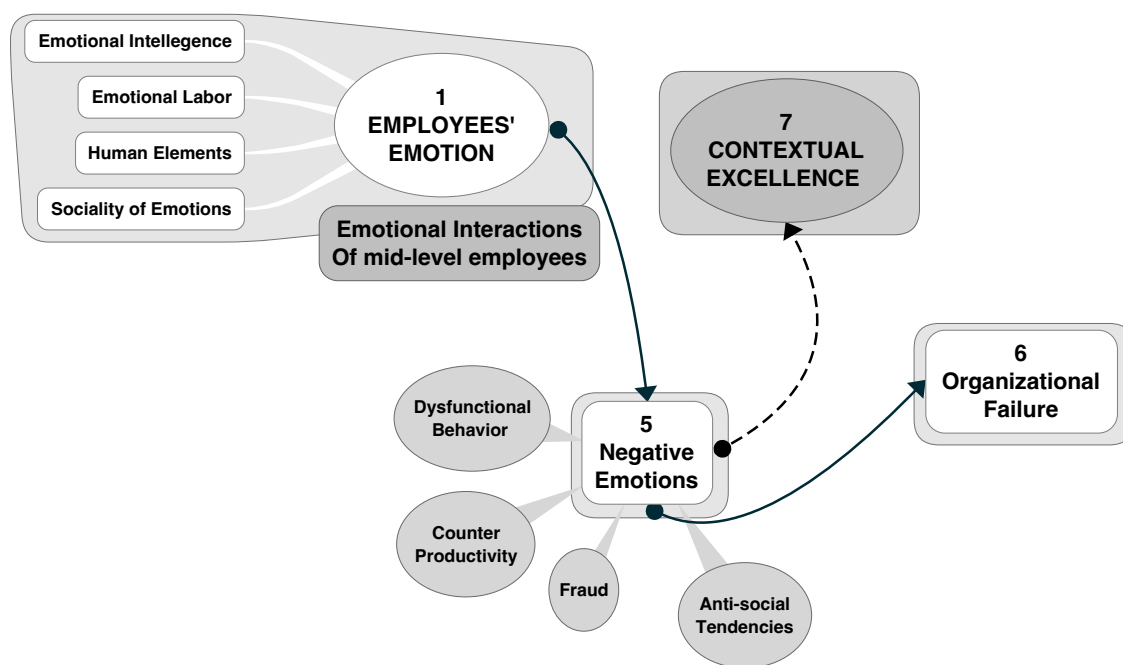 Emotional Intellegence
Emotional Labor
Human Elements
Sociality of Emotions
1
EMPLOYEES'
EMOTION
Emotional Interactions
Of mid-level employees
7
CONTEXTUAL
EXCELLENCE
6
Organizational
Failure
5
Negative
Emotions
Dysfunctional
Behavior
Counter
Productivity
Fraud
Anti-social
Tendencies